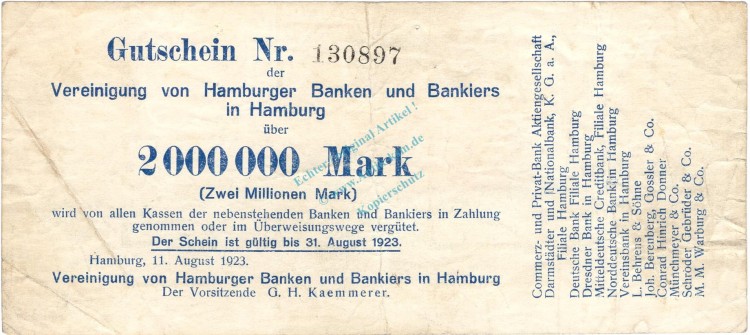 Gutschein Nr. 130897
der
Vereinigung von Hamburger Banken und Bankiers
in Hamburg
über
2 000 000 Mark
(Zwei Millionen Mark)
wird von allen Kassen der nebenstehenden Banken und Bankiers in Zahlung
genommen oder im Überweisungswege vergütet.
Der Schein ist gültig bis 31. August 1923.
Hamburg, 11. August 1923.
Vereinigung von Hamburger Banken und Bankiers in Hamburg
Der Vorsitzende G. H. Kaemmerer.
Commerz- und Privat-Bank Aktiengesellschaft
Darmstädter und Nationalbank, K. G. a. A.,
Filiale Hamburg
Deutsche Bank Filiale Hamburg
Dresdner Bank in Hamburg
Mitteldeutsche Creditbank, Filiale Hamburg
Norddeutsche Bank in Hamburg
Vereinsbank in Hamburg
L. Behrens & Söhne
Joh. Berenberg, Gossler & Co.
Conrad Hinrich Donner
Münchmeyer & Co.
Schröder Gebrüder & Co.
M. M. Warburg & Co.
Echter Original Artikel !
Kopierschutz